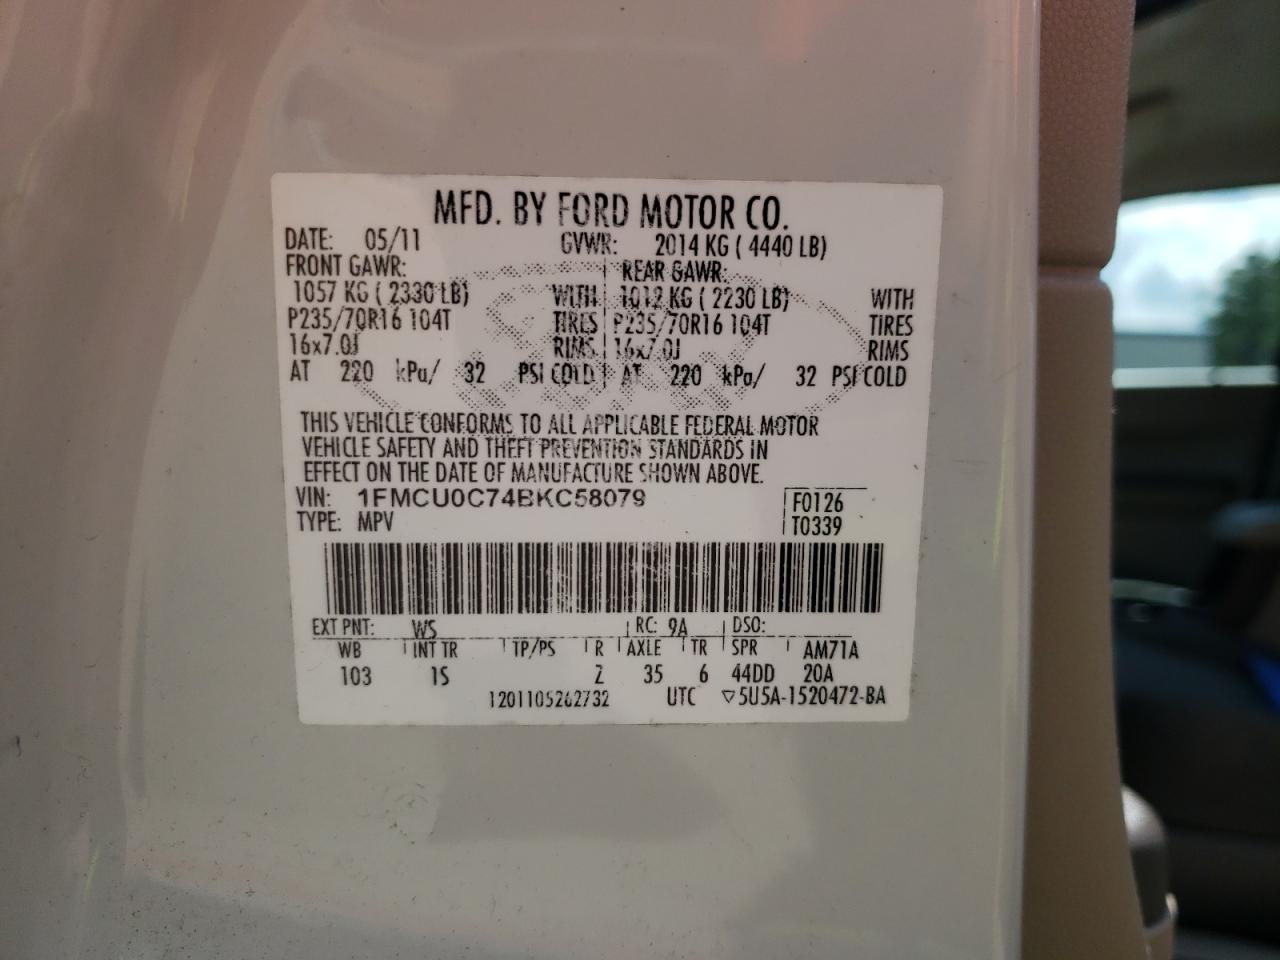 MFD. BY FORD MOTOR CO.
DATE: 05/11 GVWR: 2014 KG ( 4440 LB)
FRONT GAWR: REAR GAWR:
1057 KG ( 2330 LB) WITH 1012 KG ( 2230 LB) WITH
P235/70R16 104T TIRES P235/70R16 104T TIRES
16x7.0J RIMS 16x7.0J RIMS
AT 220 kPa/ 32 PSI COLD AT 220 kPa/ 32 PSI COLD
THIS VEHICLE CONFORMS TO ALL APPLICABLE FEDERAL MOTOR
VEHICLE SAFETY AND THEFT PREVENTION STANDARDS IN
EFFECT ON THE DATE OF MANUFACTURE SHOWN ABOVE.
VIN: 1FMCU0C74BKC58079 F0126
TYPE: MPV T0339
EXT PNT: WS RC: 9A DSO:
WB INT TR TP/PS R AXLE TR SPR AM71A
103 1S 2 35 6 44DD 20A
1201105262732 UTC ▽5U5A-1520472-BA